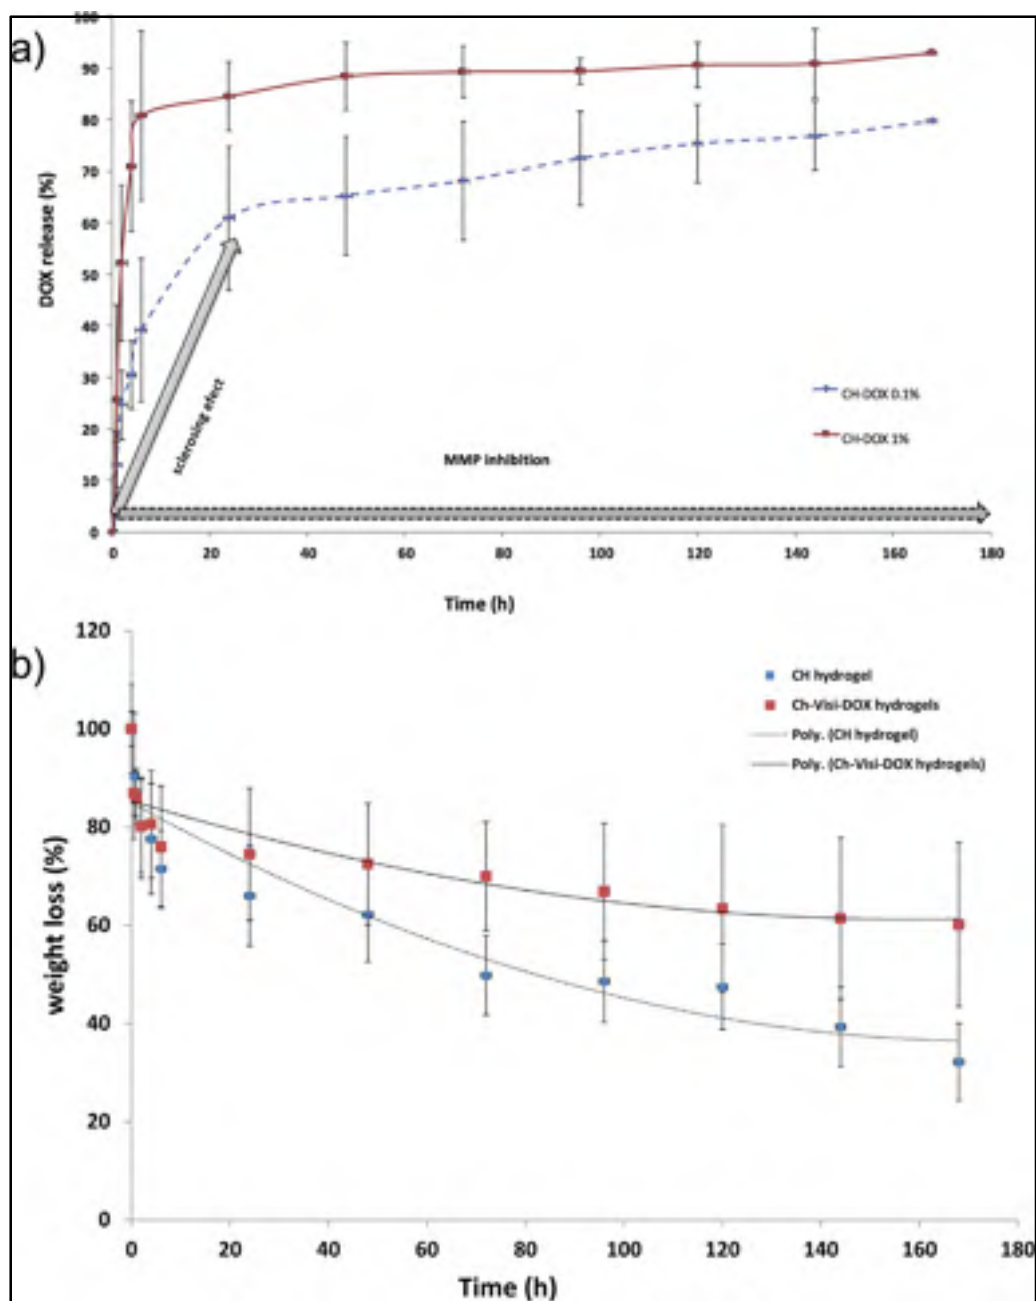 a)
100
90
80
70
60
50
40
30
20
10
0
DOX release (%)
sclerosing efect
MMP inhibition
CH-DOX 0.1%
CH-DOX 1%
0 20 40 60 80 100 120 140 160 180
Time (h)
b)
120
100
80
60
40
20
0
weight loss (%)
CH hydrogel
Ch-Visi-DOX hydrogels
Poly. (CH hydrogel)
Poly. (Ch-Visi-DOX hydrogels)
0 20 40 60 80 100 120 140 160 180
Time (h)